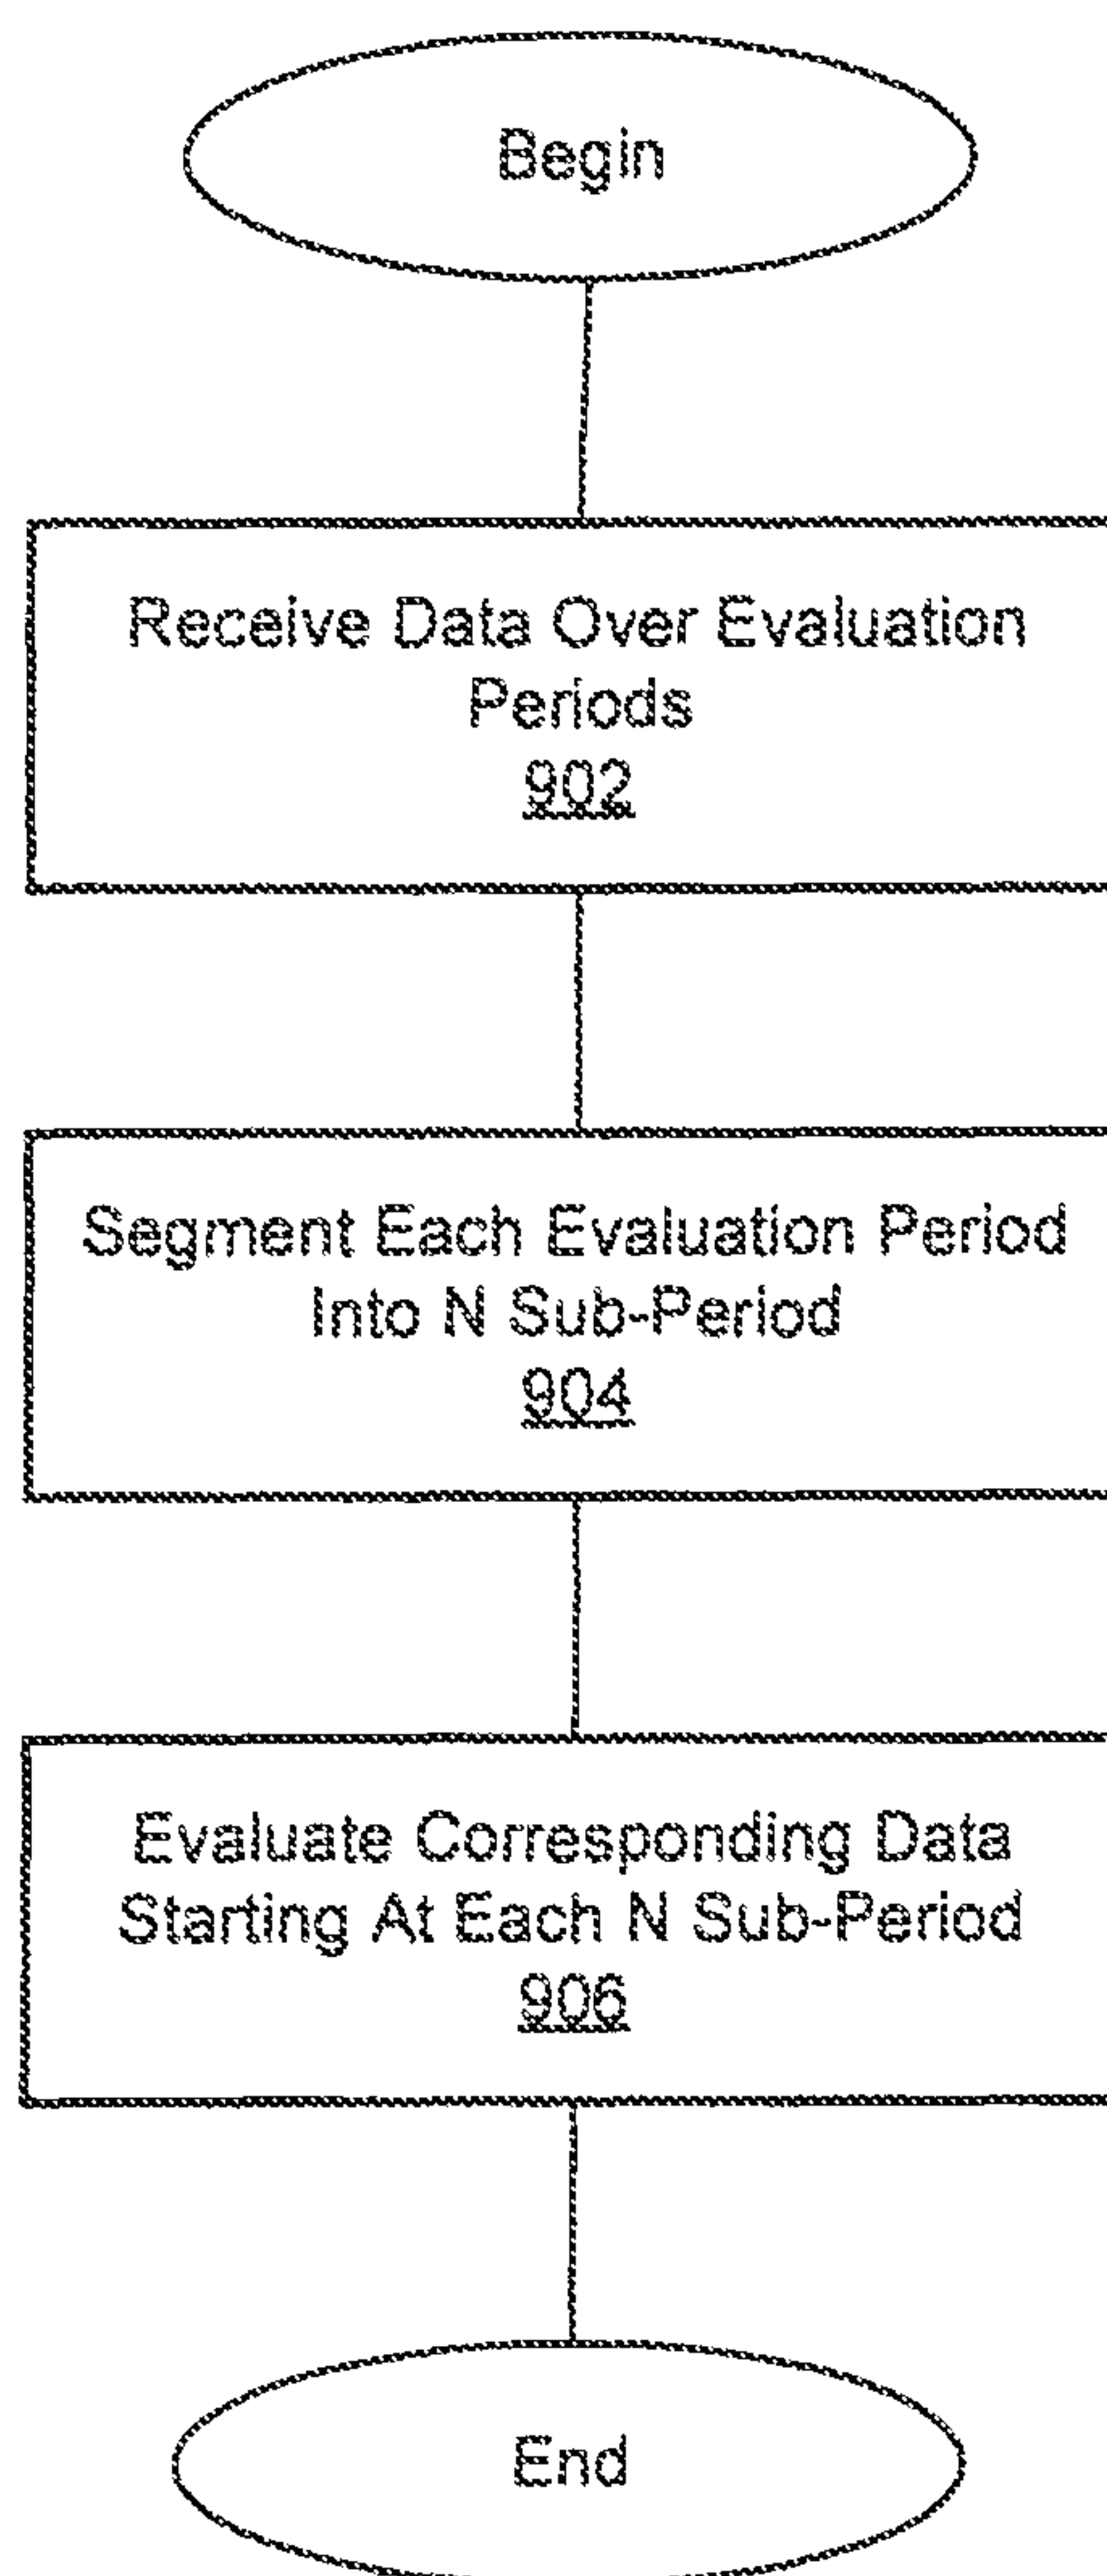 Begin
Receive Data Over Evaluation
Periods
902
Segment Each Evaluation Period
Into N Sub-Period
904
Evaluate Corresponding Data
Starting At Each N Sub-Period
906
End